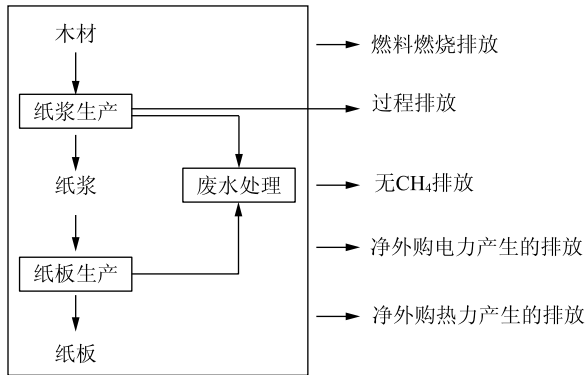 木材
燃料燃烧排放
纸浆生产
过程排放
纸浆
废水处理
无CH₄排放
净外购电力产生的排放
纸板生产
净外购热力产生的排放
纸板